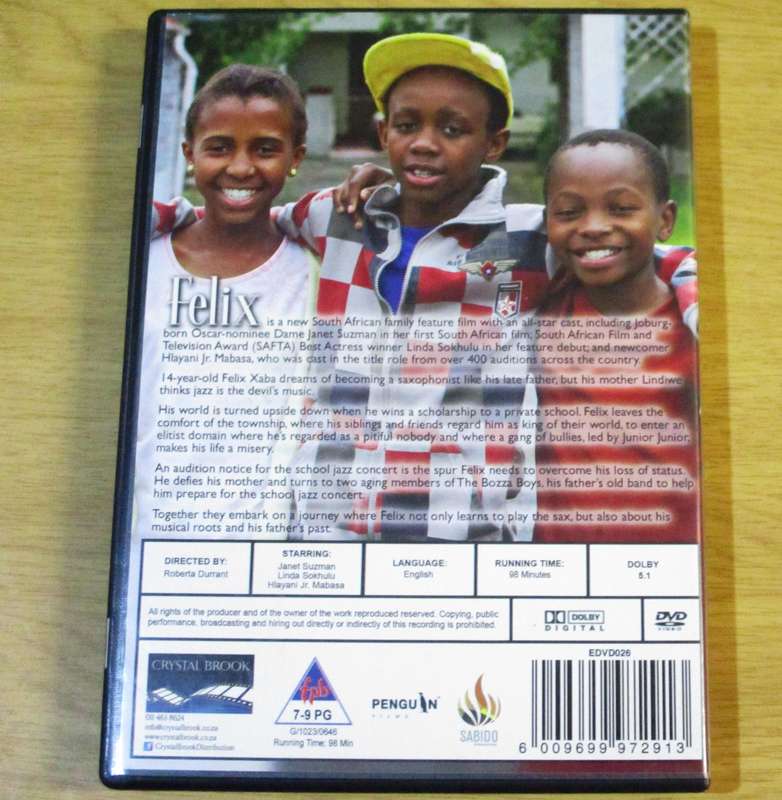 Felix is a new South African family feature film with an all-star cast, including Joburg-
born Oscar-nominee Dame Janet Suzman in her first South African film; South African Film and
Television Award (SAFTA) Best Actress winner Linda Sokhulu in her feature debut; and newcomer
Hlayani Jr. Mabasa, who was cast in the title role from over 400 auditions across the country.
14-year-old Felix Xaba dreams of becoming a saxophonist like his late father, but his mother Lindiwe
thinks jazz is the devil's music.
His world is turned upside down when he wins a scholarship to a private school. Felix leaves the
comfort of the township, where his siblings and friends regard him as king of their world, to enter an
elitist domain where he's regarded as a pitiful nobody and where a gang of bullies, led by Junior Junior,
makes his life a misery.
An audition notice for the school jazz concert is the spur Felix needs to overcome his loss of status.
He defies his mother and turns to two aging members of The Bozza Boys, his father's old band to help
him prepare for the school jazz concert.
Together they embark on a journey where Felix not only learns to play the sax, but also about his
musical roots and his father's past.
DIRECTED BY:
Roberta Durrant
STARRING:
Janet Suzman
Linda Sokhulu
Hlayani Jr. Mabasa
LANGUAGE:
English
RUNNING TIME:
98 Minutes
DOLBY
5.1
All rights of the producer and of the owner of the work reproduced reserved. Copying, public
performance, broadcasting and hiring out directly or indirectly of this recording is prohibited.
DOLBY
DIGITAL
DVD
VIDEO
CRYSTAL BROOK
011 463 8624
info@crystalbrook.co.za
www.crystalbrook.co.za
f CrystalBrookDistribution
fpb
7-9 PG
G/1023/0646
Running Time: 98 Min
PENGUIN
FILMS
SABIDO
EDVD026
6 009699 972913